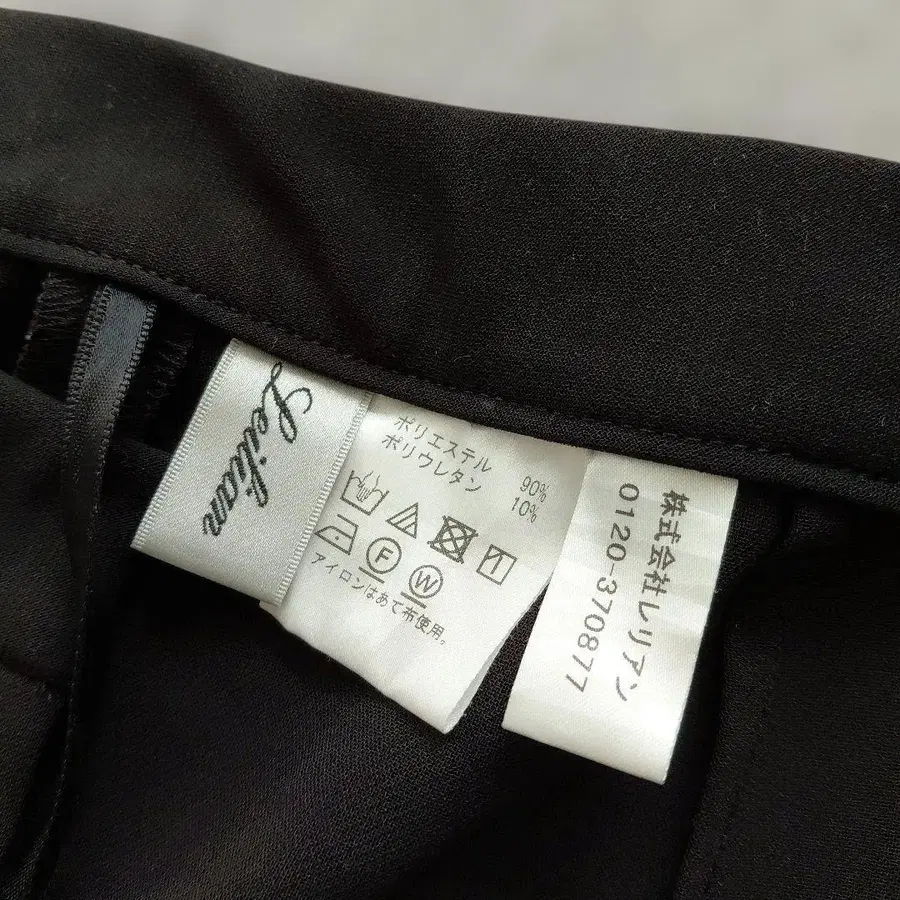 Leilian
ポリエステル 90%
ポリウレタン 10%
F
W
アイロンはあて布使用。
株式会社レリアン
0120-370877